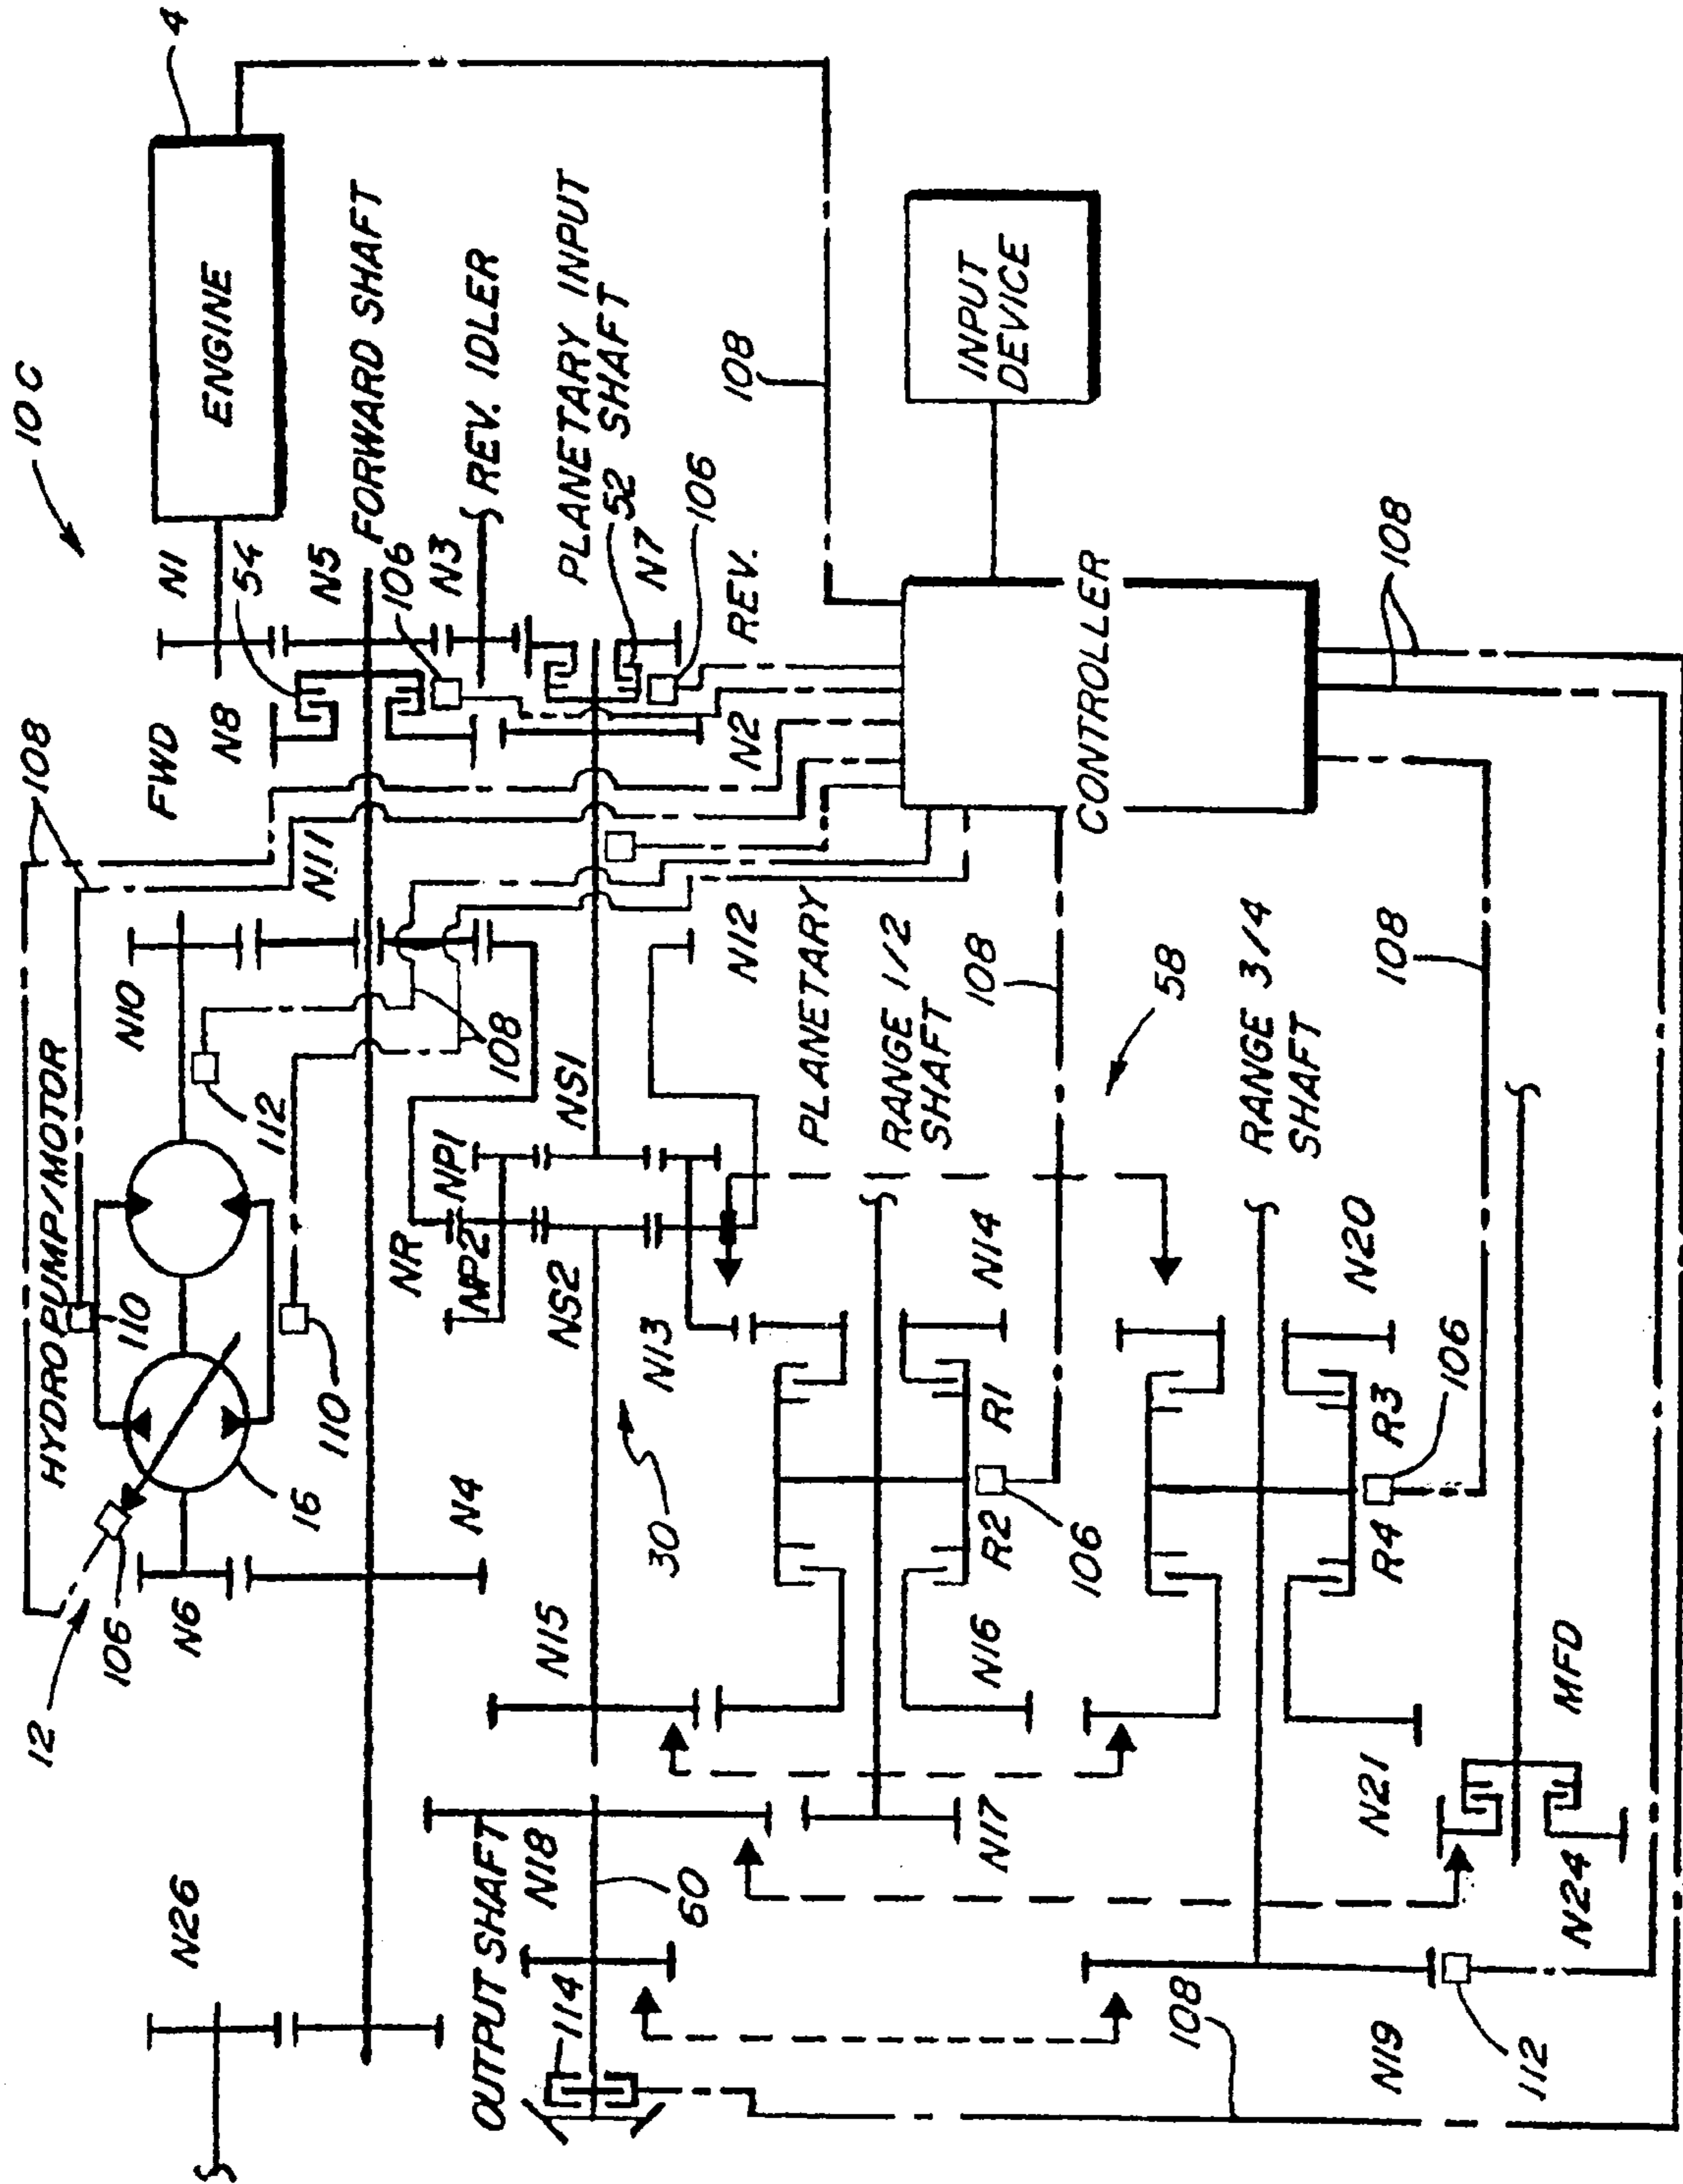 10C
4
ENGINE
N1
54
N5
FORWARD SHAFT
106
N3
REV. IDLER
PLANETARY INPUT
SHAFT
52
N7
106
REV.
108
INPUT
DEVICE
108
FWD
N8
N2
N11
CONTROLLER
108
HYDRO PUMP/MOTOR
N10
112
110
110
16
12
106
N6
N4
108
N12
NR
NP1
NP2
NS1
NS2
N13
30
PLANETARY
RANGE 1/2
SHAFT
108
58
RANGE 3/4
SHAFT
108
N14
N20
R1
R2
106
R3
R4
106
N15
N16
N21
MFD
N26
OUTPUT SHAFT
N18
60
N17
N24
114
N19
108
112